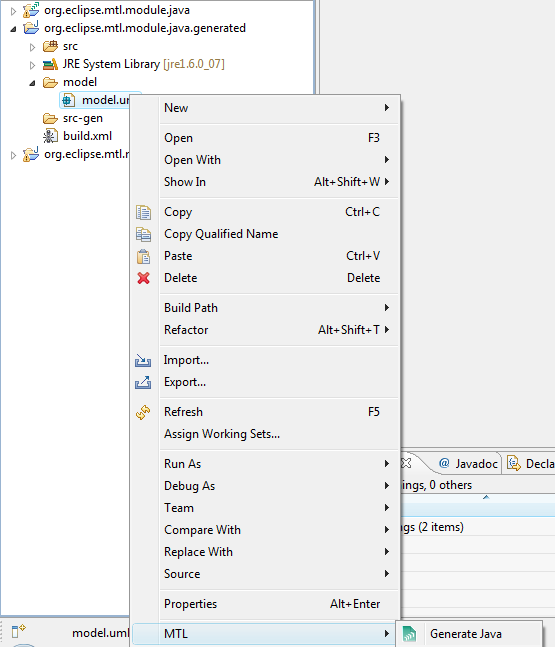 org.eclipse.mtl.module.java
org.eclipse.mtl.module.java.generated
src
JRE System Library [jre1.6.0_07]
model
model.u
src-gen
build.xml
org.eclipse.mtl.
New
Open F3
Open With
Show In Alt+Shift+W
Copy Ctrl+C
Copy Qualified Name
Paste Ctrl+V
Delete Delete
Build Path
Refactor Alt+Shift+T
Import...
Export...
Refresh F5
Assign Working Sets...
Run As
Debug As
Team
Compare With
Replace With
Source
Properties Alt+Enter
MTL
Generate Java
@ Javadoc Decla
ings, 0 others
ngs (2 items)
model.uml